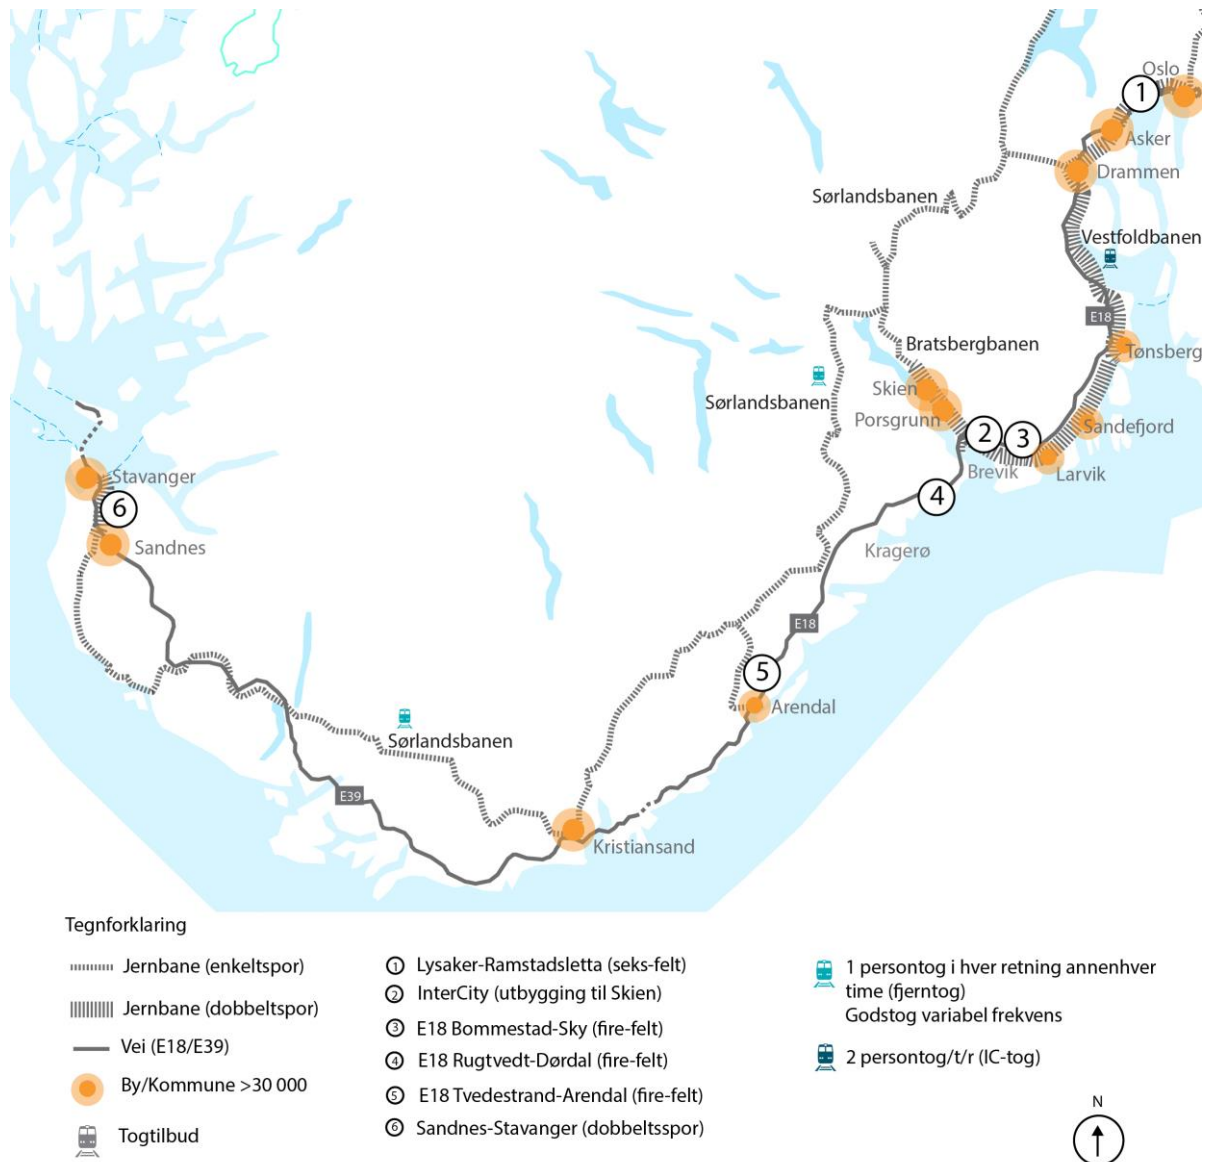 Oslo
1
Asker
Drammen
Sørlandsbanen
Vestfoldbanen
E18
Tønsberg
Bratsbergbanen
Skien
Sørlandsbanen
Porsgrunn
2
3
Sandefjord
Brevik
Larvik
Stavanger
4
6
Sandnes
Kragerø
E18
5
Arendal
Sørlandsbanen
E39
Kristiansand
Tegnforklaring
Jernbane (enkeltspor)
Jernbane (dobbeltspor)
Vei (E18/E39)
By/Kommune >30 000
Togtilbud
1 Lysaker-Ramstadsletta (seks-felt)
2 InterCity (utbygging til Skien)
3 E18 Bommestad-Sky (fire-felt)
4 E18 Rugtvedt-Dørdal (fire-felt)
5 E18 Tvedestrand-Arendal (fire-felt)
6 Sandnes-Stavanger (dobbeltsspor)
1 persontog i hver retning annenhver
time (fjerntog)
Godstog variabel frekvens
2 persontog/t/r (IC-tog)
N